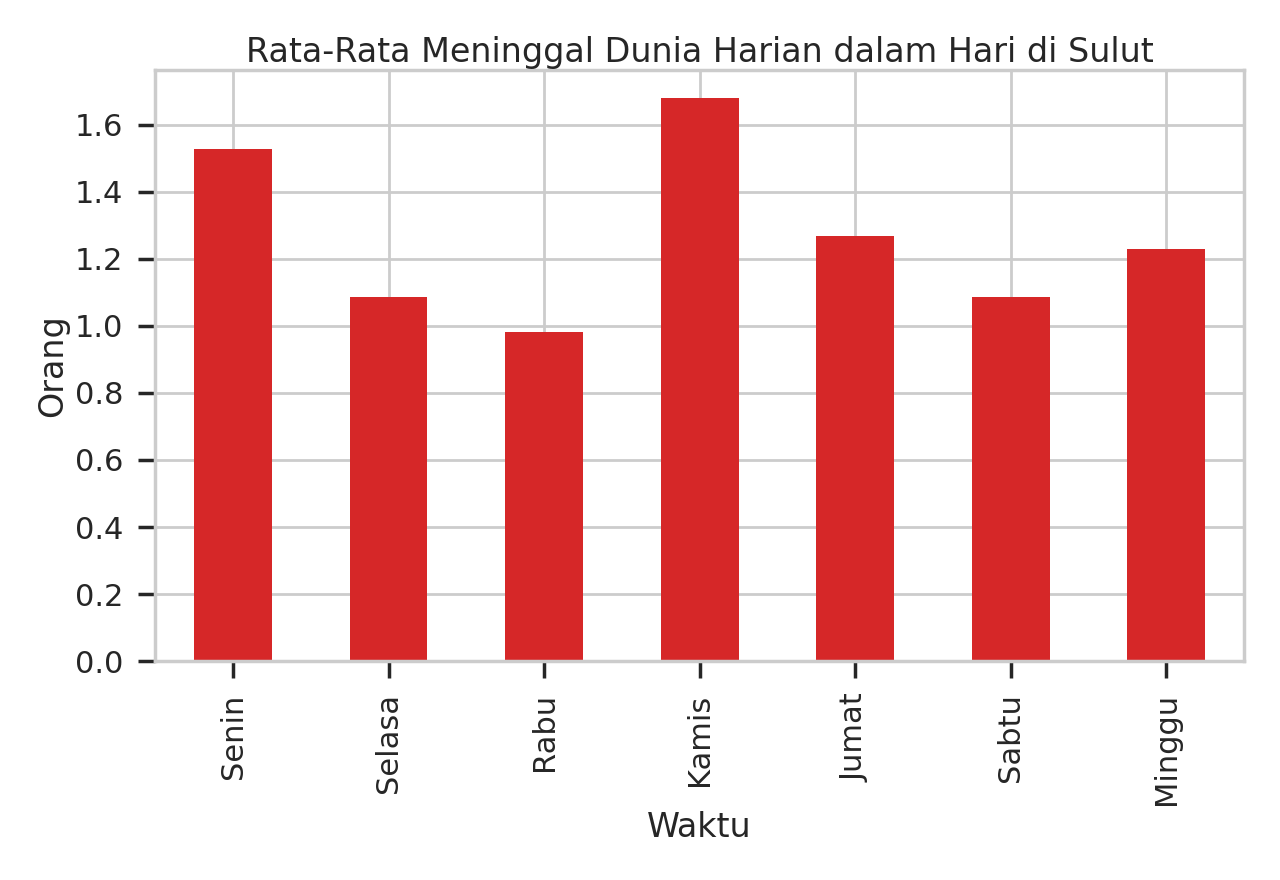 Rata-Rata Meninggal Dunia Harian dalam Hari di Sulut
1.6
1.4
1.2
1.0
0.8
0.6
0.4
0.2
0.0
Orang
Senin
Selasa
Rabu
Kamis
Jumat
Sabtu
Minggu
Waktu